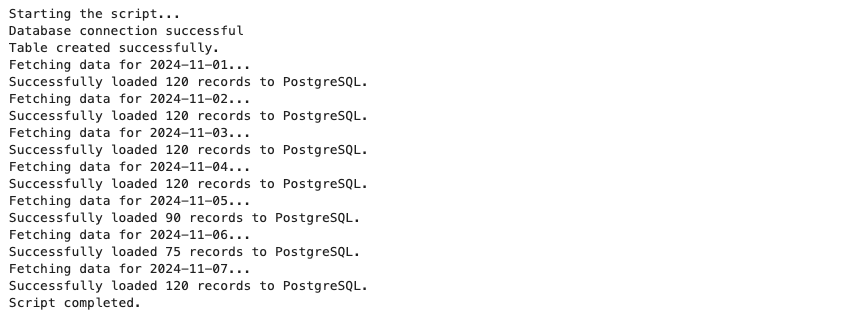 Starting the script...
Database connection successful
Table created successfully.
Fetching data for 2024-11-01...
Successfully loaded 120 records to PostgreSQL.
Fetching data for 2024-11-02...
Successfully loaded 120 records to PostgreSQL.
Fetching data for 2024-11-03...
Successfully loaded 120 records to PostgreSQL.
Fetching data for 2024-11-04...
Successfully loaded 120 records to PostgreSQL.
Fetching data for 2024-11-05...
Successfully loaded 90 records to PostgreSQL.
Fetching data for 2024-11-06...
Successfully loaded 75 records to PostgreSQL.
Fetching data for 2024-11-07...
Successfully loaded 120 records to PostgreSQL.
Script completed.